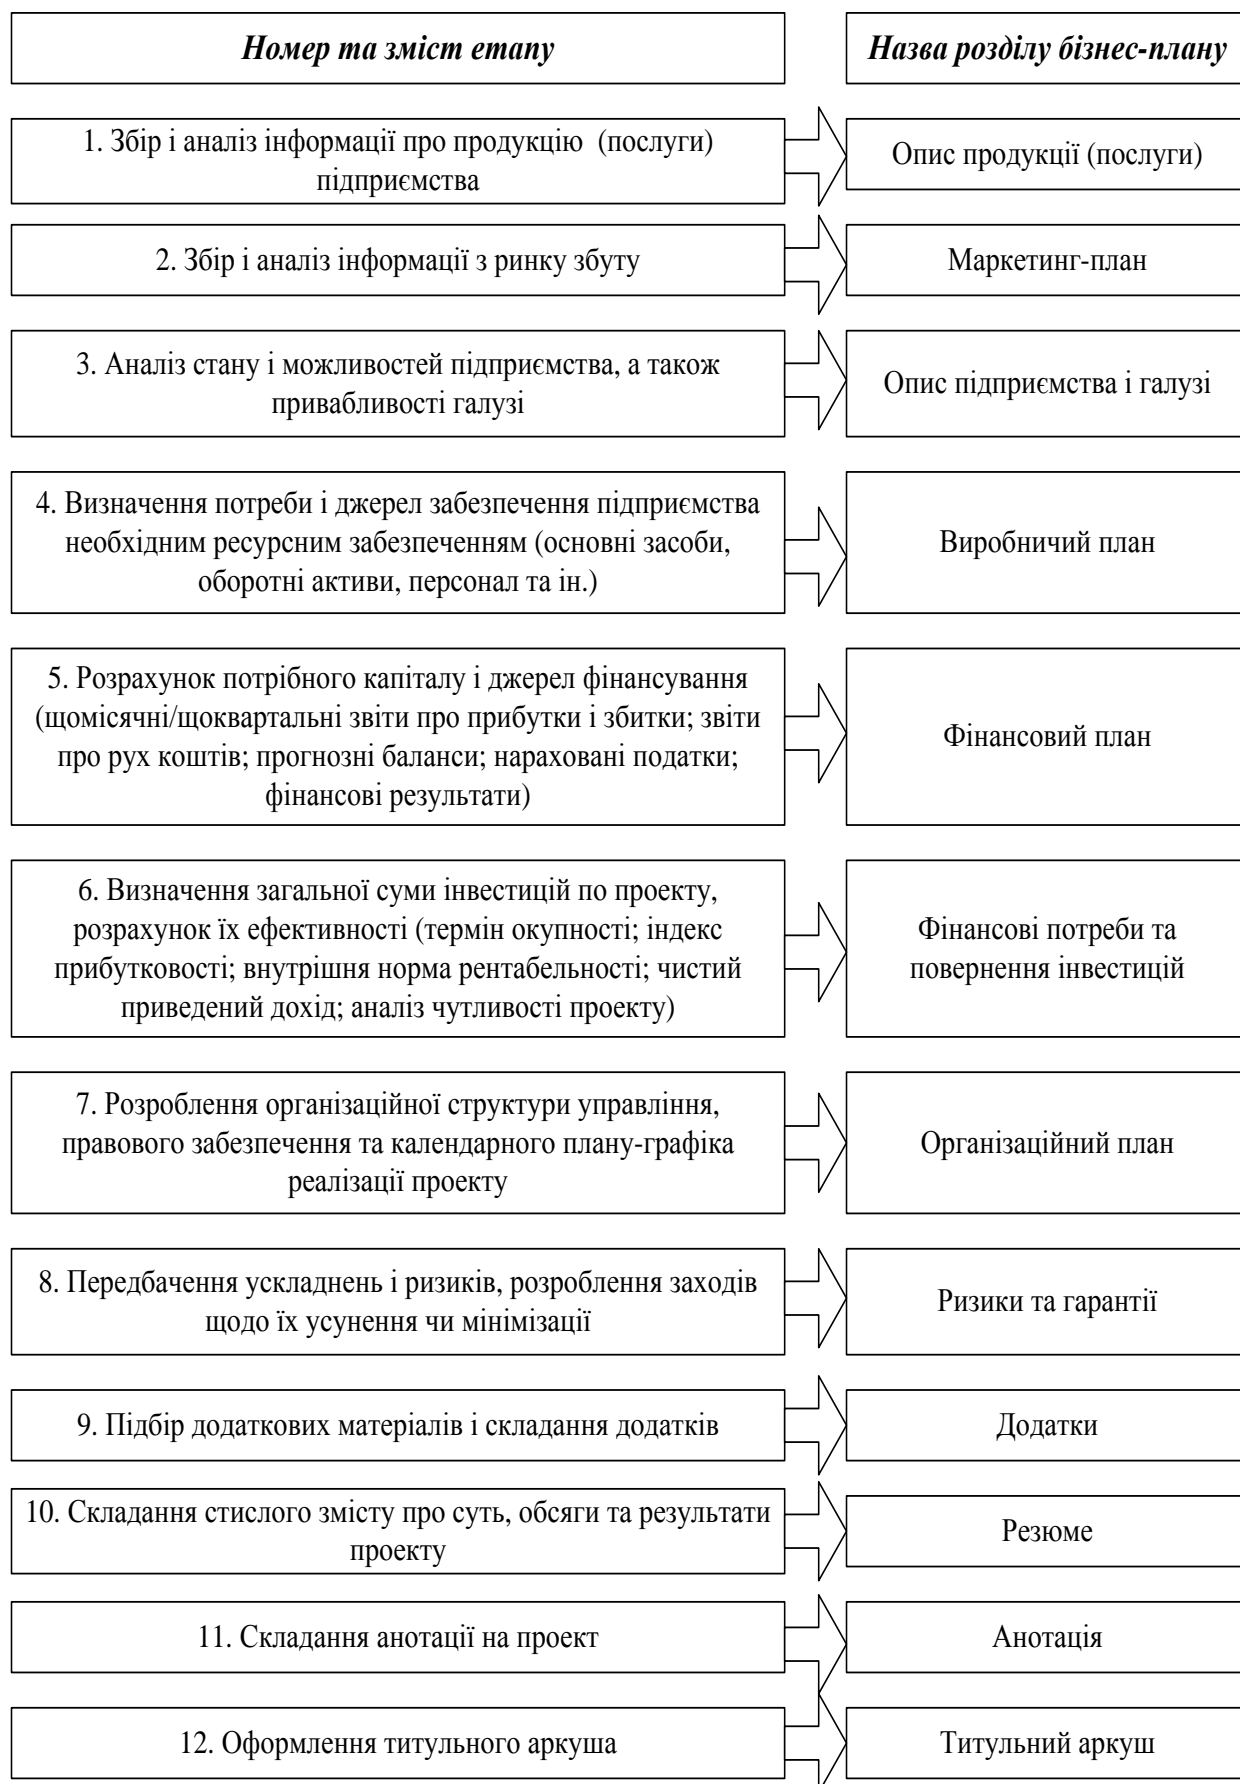 Номер та зміст етапу
Назва розділу бізнес-плану
1. Збір і аналіз інформації про продукцію (послуги)
підприємства
Опис продукції (послуги)
2. Збір і аналіз інформації з ринку збуту
Маркетинг-план
3. Аналіз стану і можливостей підприємства, а також
привабливості галузі
Опис підприємства і галузі
4. Визначення потреби і джерел забезпечення підприємства
необхідним ресурсним забезпеченням (основні засоби,
оборотні активи, персонал та ін.)
Виробничий план
5. Розрахунок потрібного капіталу і джерел фінансування
(щомісячні/щоквартальні звіти про прибутки і збитки; звіти
про рух коштів; прогнозні баланси; нараховані податки;
фінансові результати)
Фінансовий план
6. Визначення загальної суми інвестицій по проекту,
розрахунок їх ефективності (термін окупності; індекс
прибутковості; внутрішня норма рентабельності; чистий
приведений дохід; аналіз чутливості проекту)
Фінансові потреби та
повернення інвестицій
7. Розроблення організаційної структури управління,
правового забезпечення та календарного плану-графіка
реалізації проекту
Організаційний план
8. Передбачення ускладнень і ризиків, розроблення заходів
щодо їх усунення чи мінімізації
Ризики та гарантії
9. Підбір додаткових матеріалів і складання додатків
Додатки
10. Складання стислого змісту про суть, обсяги та результати
проекту
Резюме
11. Складання анотації на проект
Анотація
12. Оформлення титульного аркуша
Титульний аркуш